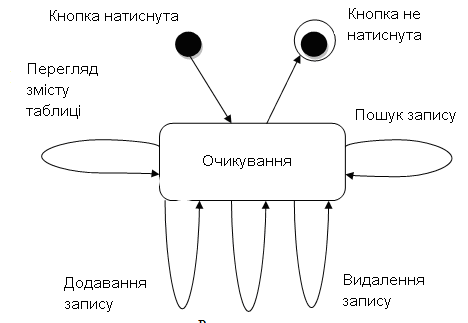 Кнопка натиснута
Кнопка не
натиснута
Перегляд
змісту
таблиці
Пошук запису
Очикування
Додавання
запису
Видалення
запису